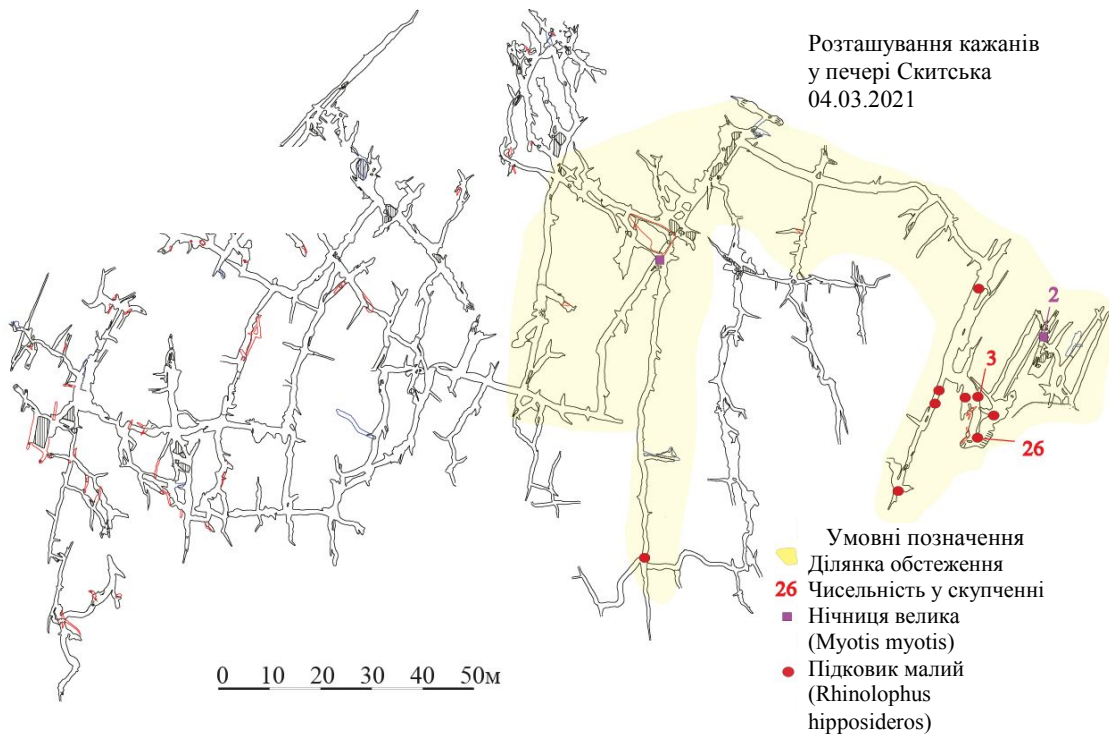 Розташування кажанів
у печері Скитська
04.03.2021
2
3
26
Умовні позначення
Ділянка обстеження
26 Чисельність у скупченні
Нічниця велика
(Myotis myotis)
Підковик малий
(Rhinolophus
hipposideros)
0 10 20 30 40 50м